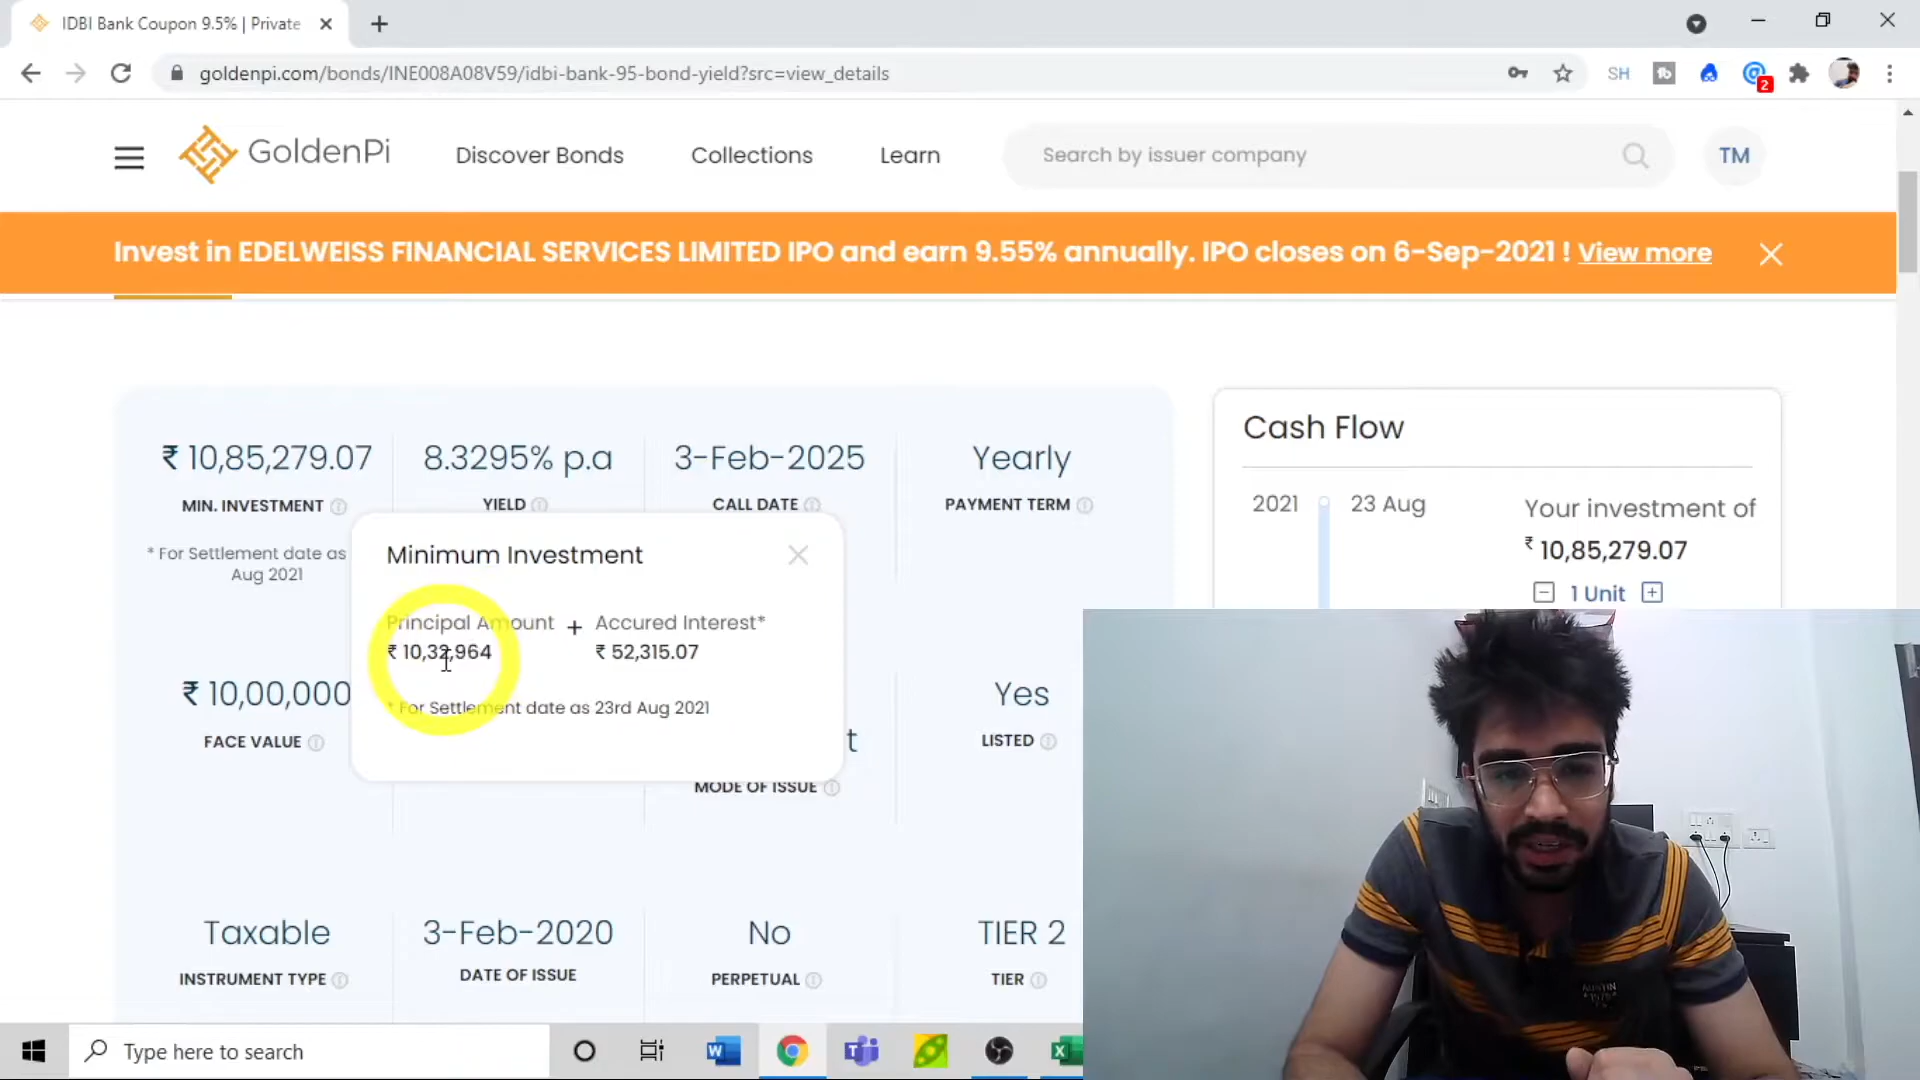 IDBI Bank Coupon 9.5% | Private
goldenpi.com/bonds/INE008A08V59/idbi-bank-95-bond-yield?src=view_details
SH
2
GoldenPi
Discover Bonds
Collections
Learn
Search by issuer company
TM
Invest in EDELWEISS FINANCIAL SERVICES LIMITED IPO and earn 9.55% annually. IPO closes on 6-Sep-2021 ! View more
₹ 10,85,279.07
MIN. INVESTMENT
* For Settlement date as
Aug 2021
8.3295% p.a
YIELD
3-Feb-2025
CALL DATE
Yearly
PAYMENT TERM
Minimum Investment
Principal Amount + Accured Interest*
₹ 10,32,964 ₹ 52,315.07
* For Settlement date as 23rd Aug 2021
₹ 10,00,000
FACE VALUE
t
MODE OF ISSUE
Yes
LISTED
Taxable
INSTRUMENT TYPE
3-Feb-2020
DATE OF ISSUE
No
PERPETUAL
TIER 2
TIER
Cash Flow
2021 23 Aug
Your investment of
₹ 10,85,279.07
1 Unit
Type here to search